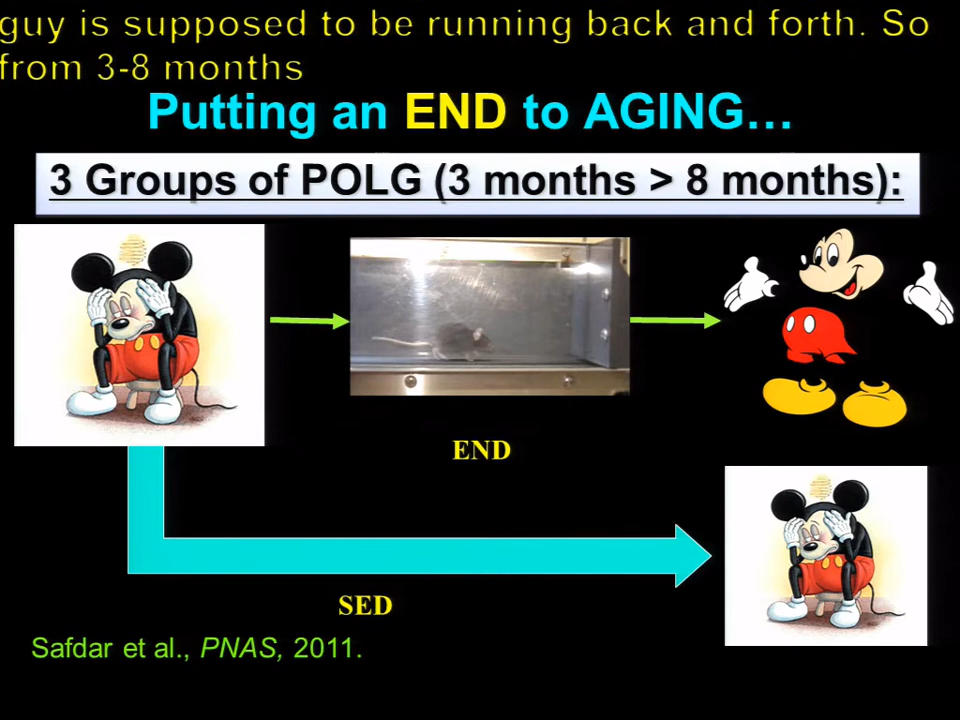 guy is supposed to be running back and forth. So
from 3-8 months
Putting an END to AGING…
3 Groups of POLG (3 months > 8 months):
END
SED
Safdar et al., PNAS, 2011.